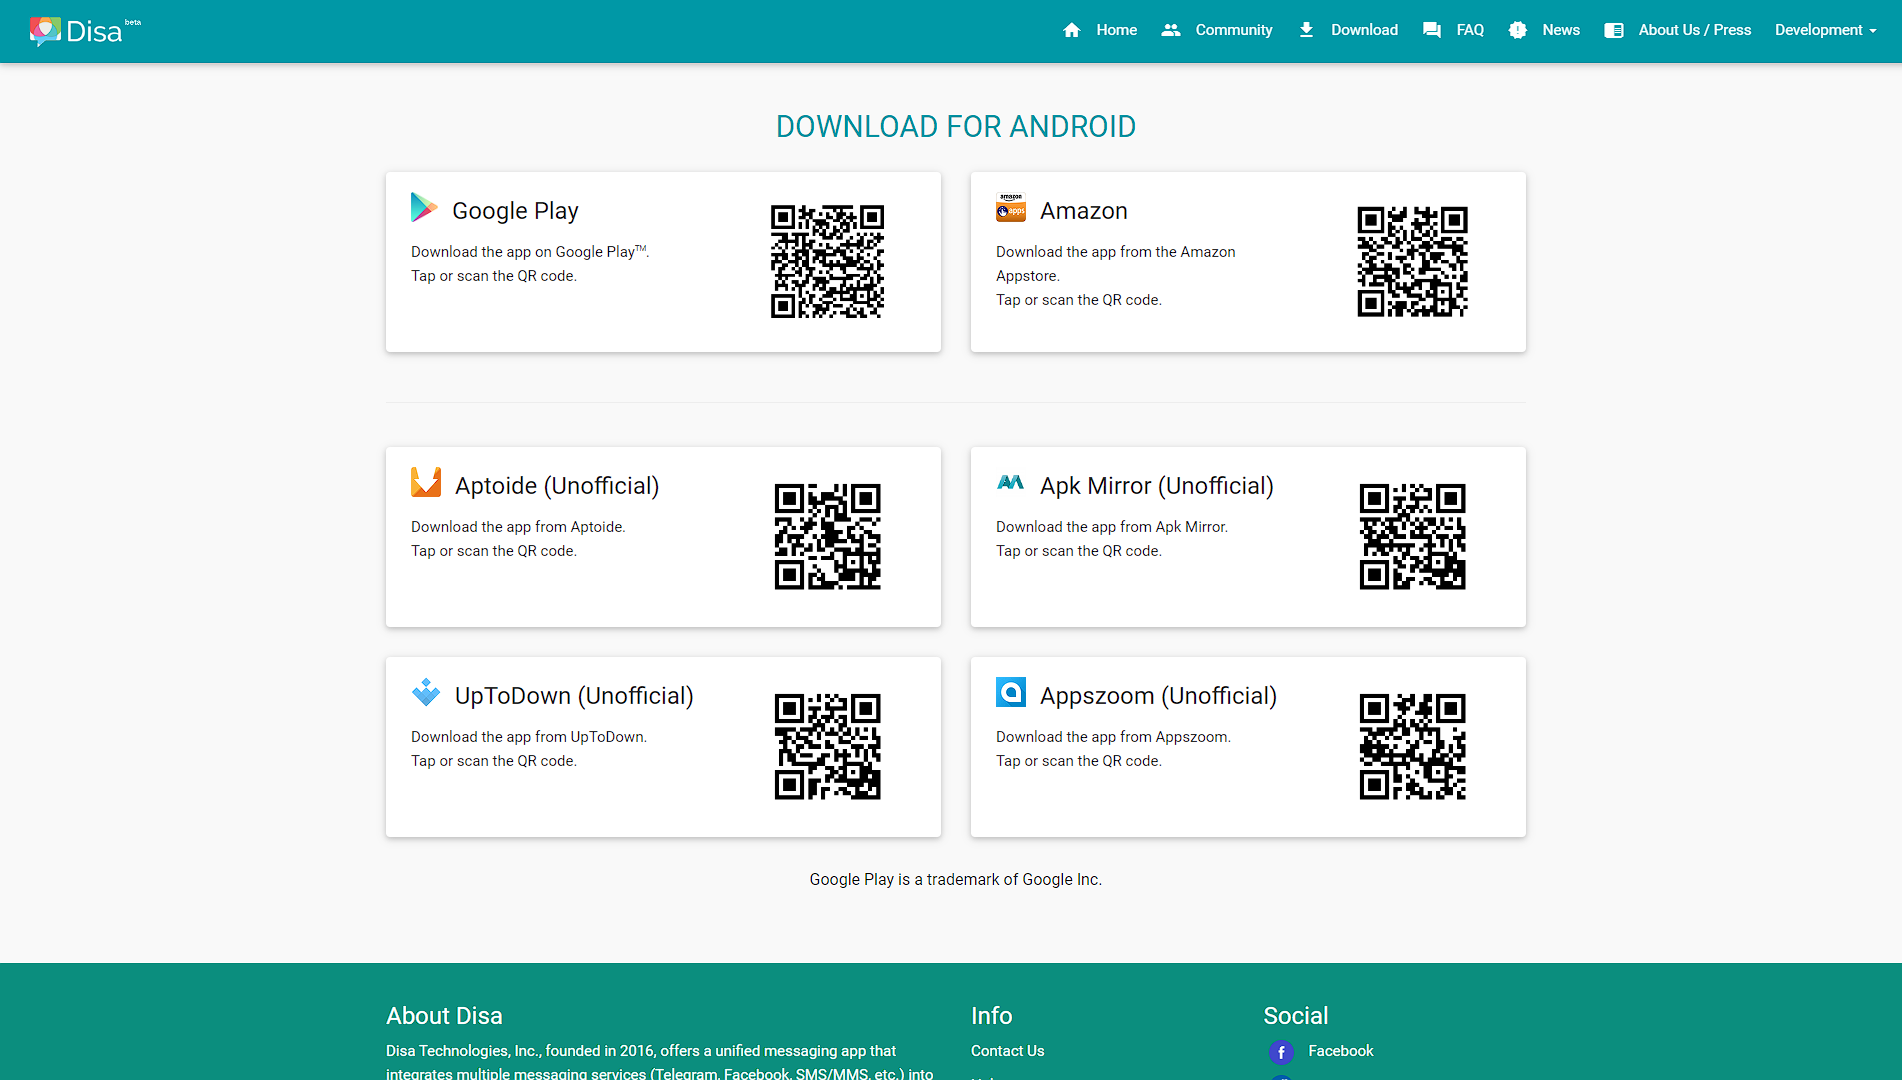 Disa beta
Home
Community
Download
FAQ
News
About Us / Press
Development
DOWNLOAD FOR ANDROID
Google Play
Download the app on Google Play™.
Tap or scan the QR code.
amazon
apps
Amazon
Download the app from the Amazon
Appstore.
Tap or scan the QR code.
Aptoide (Unofficial)
Download the app from Aptoide.
Tap or scan the QR code.
Apk Mirror (Unofficial)
Download the app from Apk Mirror.
Tap or scan the QR code.
UpToDown (Unofficial)
Download the app from UpToDown.
Tap or scan the QR code.
Appszoom (Unofficial)
Download the app from Appszoom.
Tap or scan the QR code.
Google Play is a trademark of Google Inc.
About Disa
Disa Technologies, Inc., founded in 2016, offers a unified messaging app that
integrates multiple messaging services (Telegram, Facebook, SMS/MMS, etc.) into
Info
Contact Us
Social
Facebook